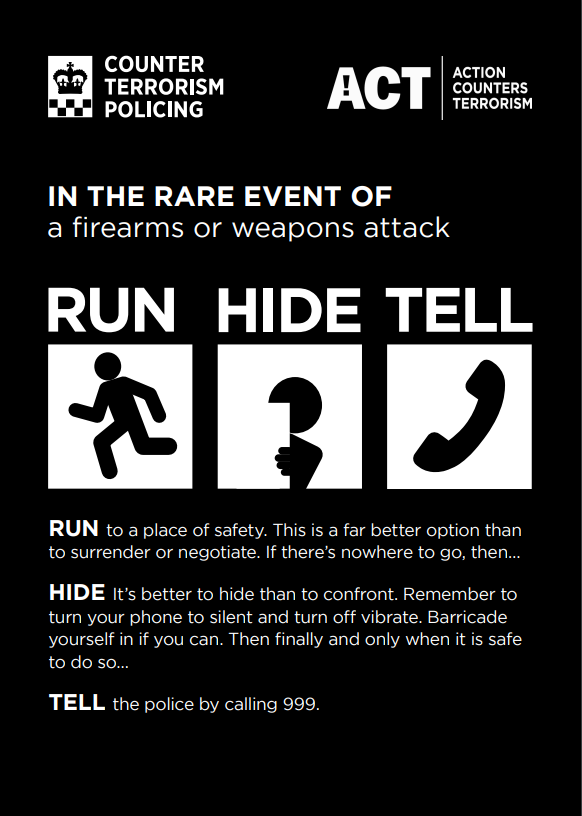 COUNTER
TERRORISM
POLICING
ACT
ACTION
COUNTERS
TERRORISM
IN THE RARE EVENT OF
a firearms or weapons attack
RUN HIDE TELL
RUN to a place of safety. This is a far better option than
to surrender or negotiate. If there’s nowhere to go, then...
HIDE It’s better to hide than to confront. Remember to
turn your phone to silent and turn off vibrate. Barricade
yourself in if you can. Then finally and only when it is safe
to do so...
TELL the police by calling 999.